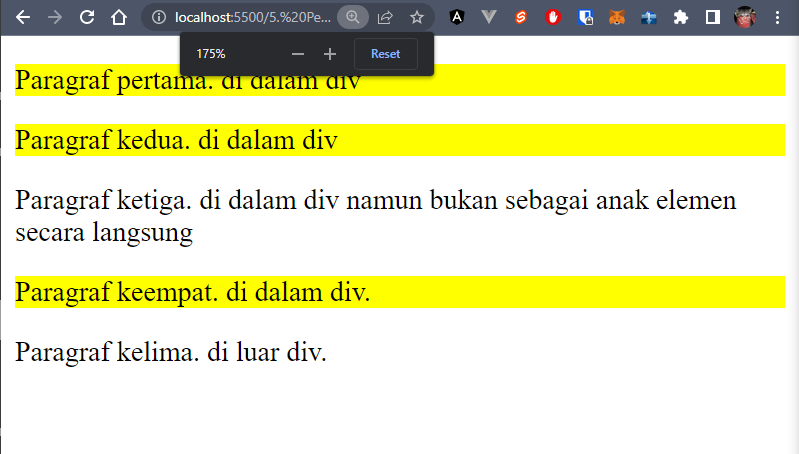 localhost:5500/5.%20Pe...
175%
Reset
Paragraf pertama. di dalam div
Paragraf kedua. di dalam div
Paragraf ketiga. di dalam div namun bukan sebagai anak elemen
secara langsung
Paragraf keempat. di dalam div.
Paragraf kelima. di luar div.